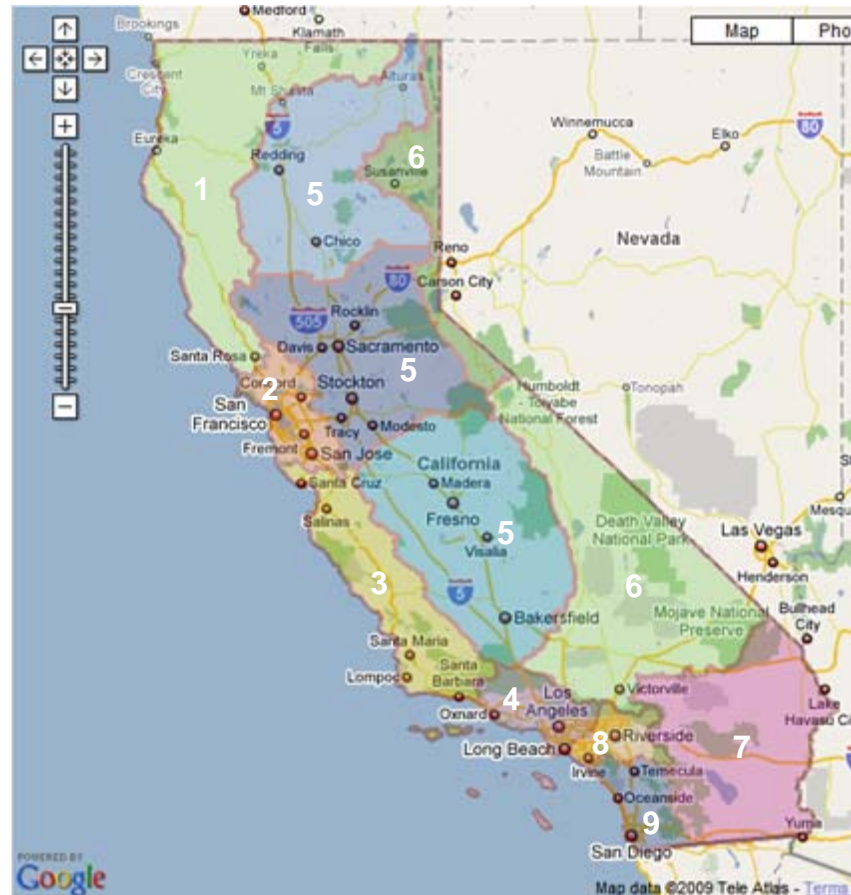 Medford
Brookings
Klamath
Falls
Map
Pho
Yreka
Crescent
City
Alturas
Mt Shasta
Winnemucca
Elko
80
5
Eureka
Battle
Mountain
Redding
6
Susanville
1
5
Chico
Reno
Nevada
Carson City
80
Rocklin
505
Davis
Sacramento
Santa Rosa
5
Concord
2
Stockton
Humboldt
- Toiyabe
National Forest
Tonopah
San
Francisco
Tracy
Modesto
Fremont
San Jose
California
Santa Cruz
Madera
Salinas
Fresno
Death Valley
National Park
Mesqu
Las Vegas
5
Visalia
Henderson
3
5
6
Bullhead
City
Bakersfield
Mojave National
Preserve
Santa Maria
Lompoc
Santa
Barbara
4
Los
Angeles
Victorville
Lake
Havasu C
Oxnard
Riverside
7
8
Long Beach
Irvine
Temecula
Oceanside
9
San Diego
Yuma
POWERED BY
Google
Map data ©2009 Tele Atlas - Terms